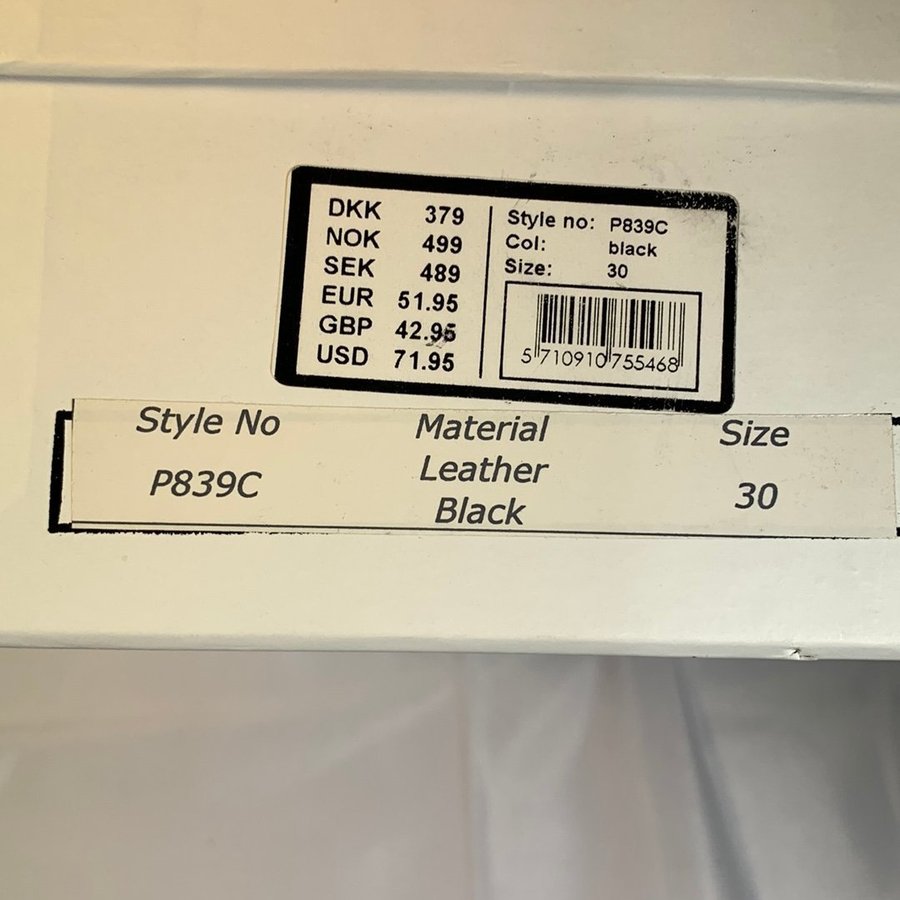 DKK 379
NOK 499
SEK 489
EUR 51.95
GBP 42.95
USD 71.95
Style no: P839C
Col: black
Size: 30
5 710910 755468
Style No Material Size
P839C Leather 30
Black